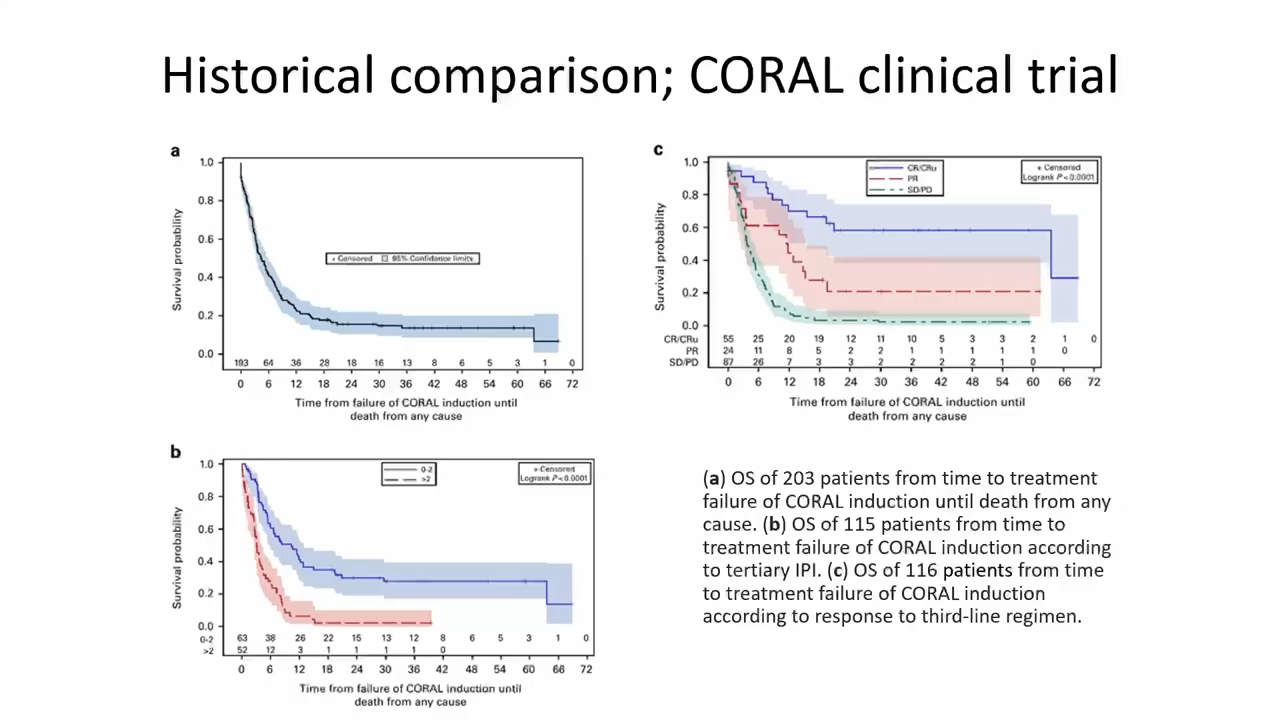 Historical comparison; CORAL clinical trial
a
Survival probability
1.0
0.8
0.6
0.4
0.2
0.0
+ Censored 95% Confidence limits
193 64 36 28 18 16 13 8 6 5 3 1 0
0 6 12 18 24 30 36 42 48 54 60 66 72
Time from failure of CORAL induction until
death from any cause
c
Survival probability
1.0
0.8
0.6
0.4
0.2
0.0
CR/CRu
PR
SD/PD
+ Censored
Logrank P<0.0001
CR/CRu 55 25 20 19 12 11 10 5 3 3 2 1 0
PR 24 11 8 5 2 2 2 1 1 1 1 0
SD/PD 87 26 7 3 3 2 2 2 2 1 0
0 6 12 18 24 30 36 42 48 54 60 66 72
Time from failure of CORAL induction until
death from any cause
b
Survival probability
1.0
0.8
0.6
0.4
0.2
0.0
0-2
>2
+ Censored
Logrank P<0.0001
0-2 63 38 26 22 15 13 12 8 6 5 3 1 0
>2 52 12 3 1 1 1 1 0
0 6 12 18 24 30 36 42 48 54 60 66 72
Time from failure of CORAL induction until
death from any cause
(a) OS of 203 patients from time to treatment
failure of CORAL induction until death from any
cause. (b) OS of 115 patients from time to
treatment failure of CORAL induction according
to tertiary IPI. (c) OS of 116 patients from time
to treatment failure of CORAL induction
according to response to third-line regimen.